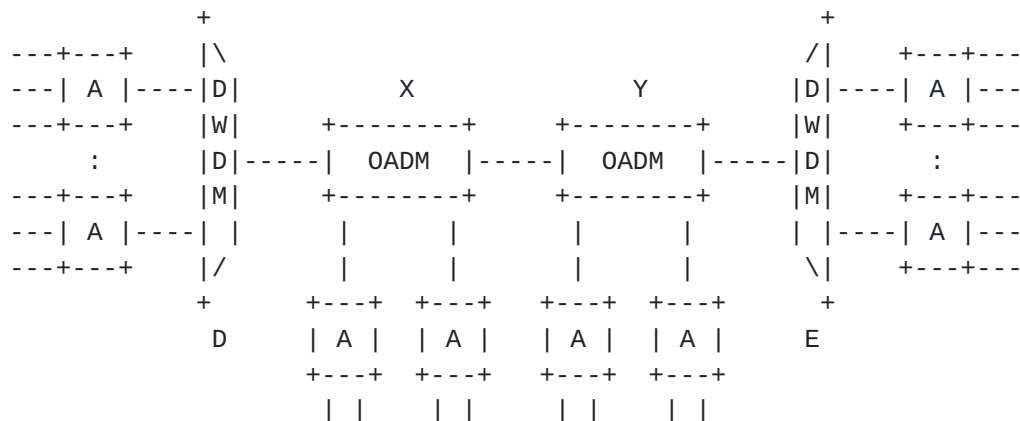 +                                       +
---+---+    |\                                    /|    +---+---
---| A |----|D|          X              Y         |D|----| A |---
---+---+    |W|     +--------+     +--------+     |W|    +---+---
     :      |D|-----|  OADM  |-----|  OADM  |-----|D|      :
---+---+    |M|     +--------+     +--------+     |M|    +---+---
---| A |----| |      |      |       |      |      | |----| A |---
---+---+    |/       |      |       |      |       \|    +---+---
            +      +---+  +---+   +---+  +---+      +
             D     | A |  | A |   | A |  | A |     E
                   +---+  +---+   +---+  +---+
                    | |    | |     | |    | |